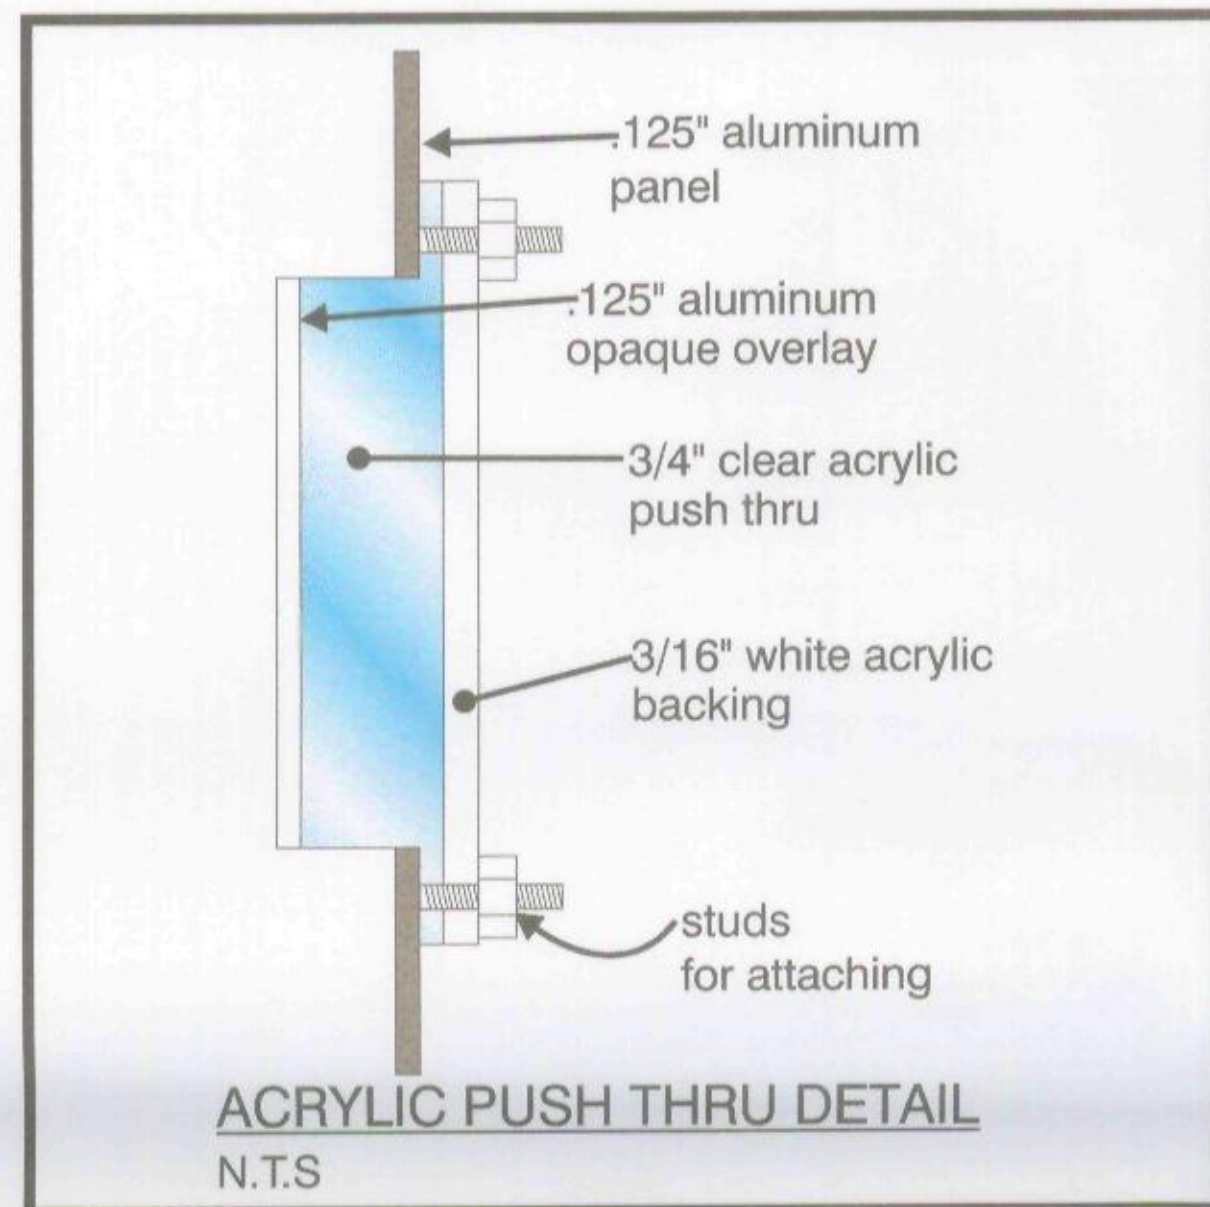 .125" aluminum
panel
.125" aluminum
opaque overlay
3/4" clear acrylic
push thru
3/16" white acrylic
backing
studs
for attaching
ACRYLIC PUSH THRU DETAIL
N.T.S